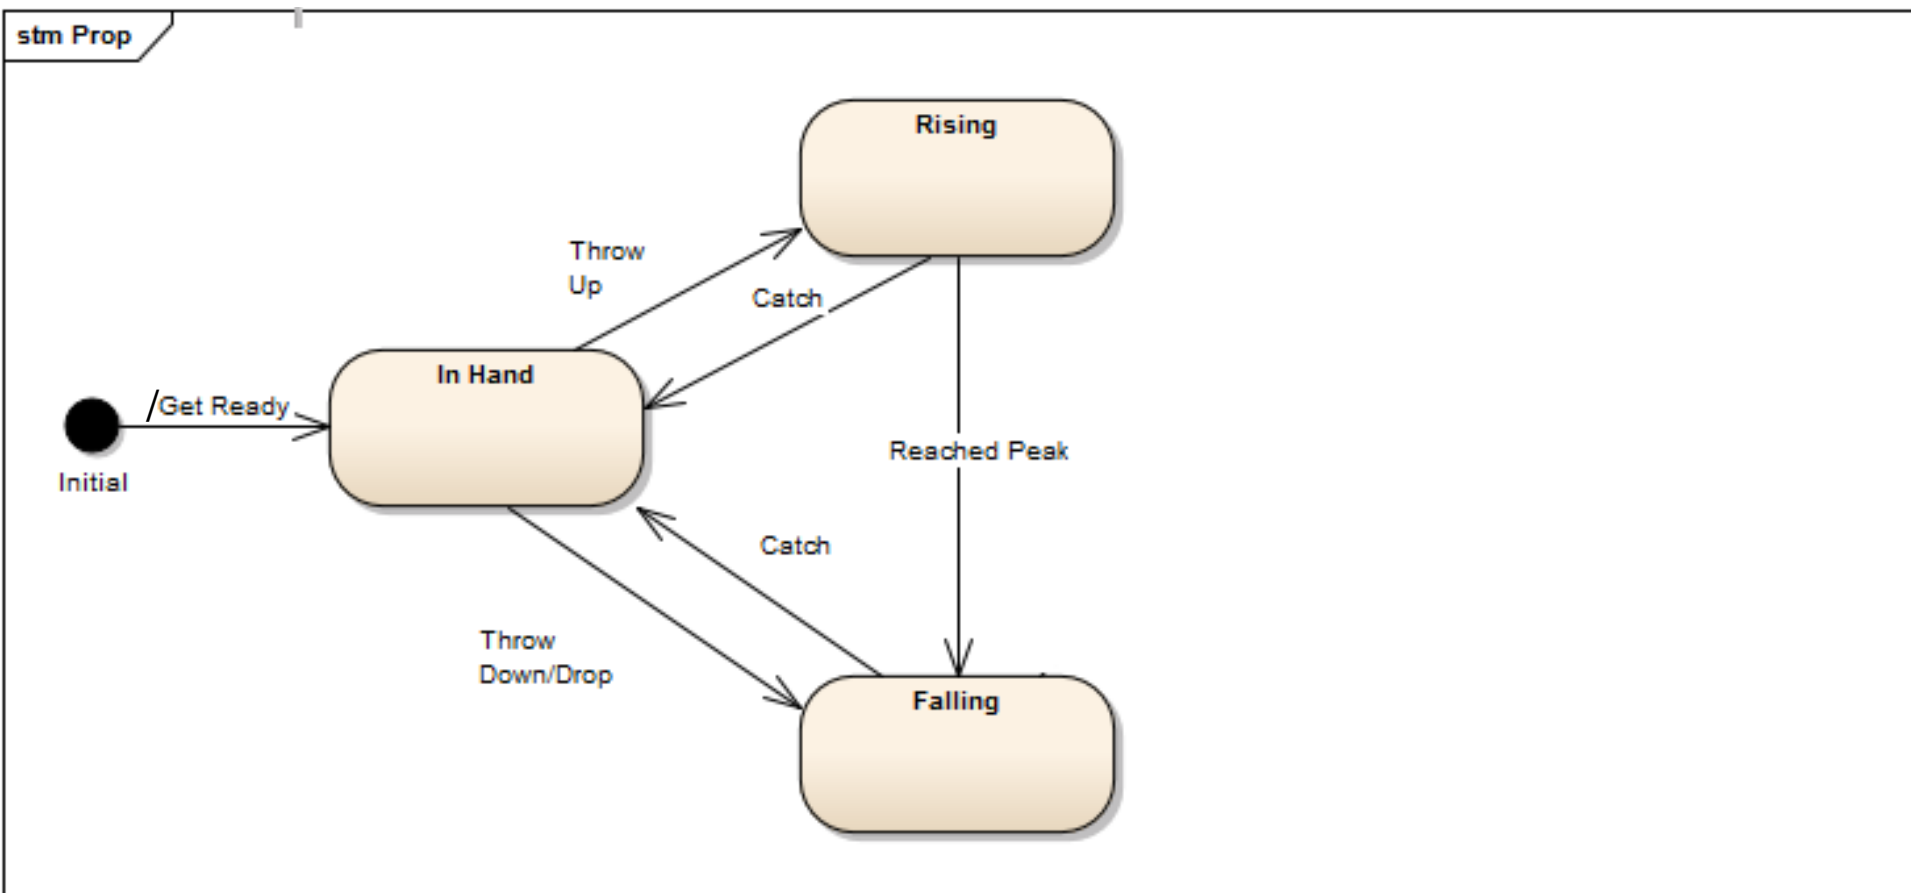 stm Prop
Rising
Throw
Up
Catch
In Hand
/Get Ready
Initial
Reached Peak
Catch
Throw
Down/Drop
Falling